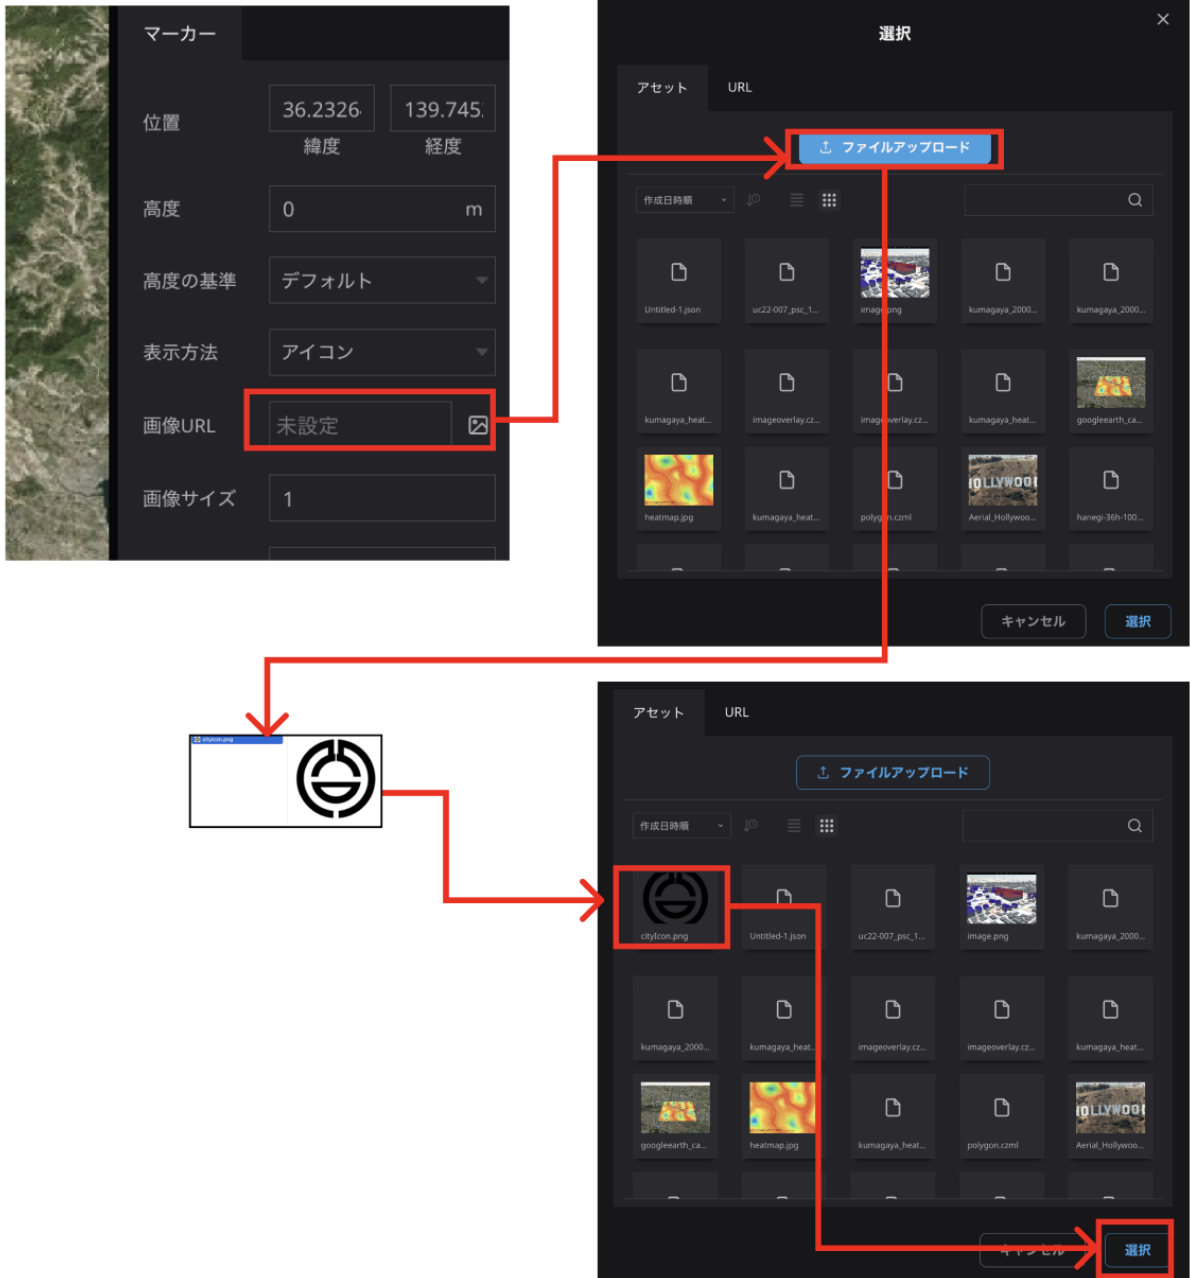 マーカー
位置
36.2326
139.745
緯度
経度
高度
0
m
高度の基準
デフォルト
表示方法
アイコン
画像URL
未設定
画像サイズ
1
選択
アセット
URL
ファイルアップロード
作成日時順
Untitled-1.json
uc22-007_psc_1...
image.png
kumagaya_2000...
kumagaya_2000...
kumagaya_heat...
imageoverlay.cz...
imageoverlay.cz...
kumagaya_heat...
googleearth_ca...
heatmap.jpg
kumagaya_heat...
polygon.czml
Aerial_Hollywoo...
hanegi-36h-100...
キャンセル
選択
cityIcon.png
アセット
URL
ファイルアップロード
作成日時順
cityIcon.png
Untitled-1.json
uc22-007_psc_1...
image.png
kumagaya_2000...
kumagaya_2000...
kumagaya_heat...
imageoverlay.cz...
imageoverlay.cz...
kumagaya_heat...
googleearth_ca...
heatmap.jpg
kumagaya_heat...
polygon.czml
Aerial_Hollywoo...
キャンセル
選択